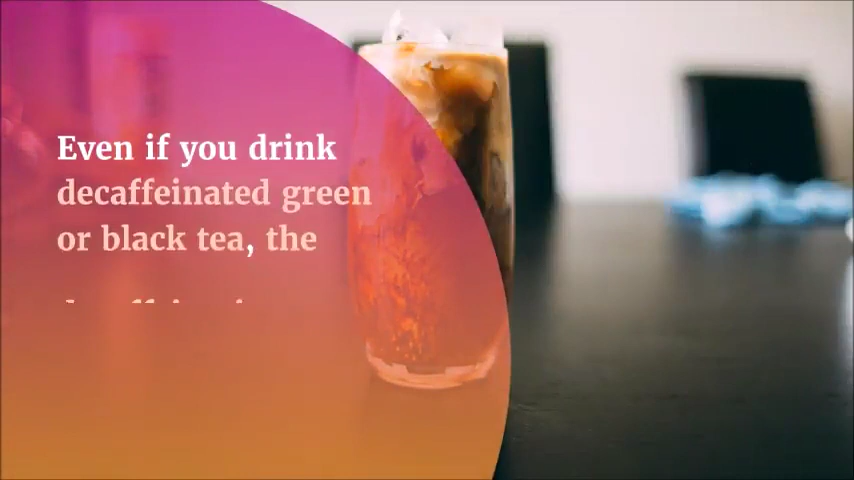 Even if you drink
decaffeinated green
or black tea, the